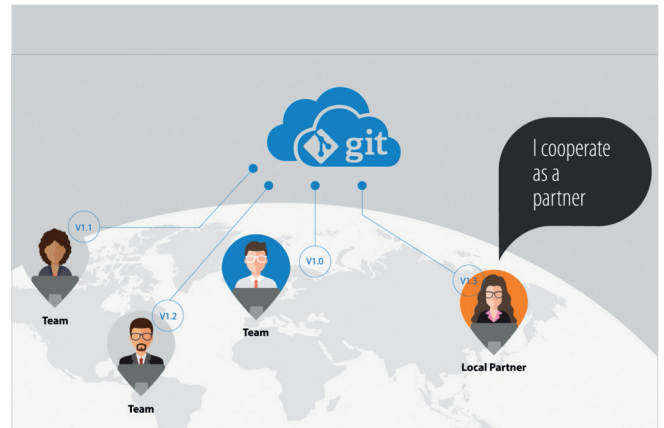 git
I cooperate
as a
partner
V1.1
V1.0
V1.3
V1.2
Team
Team
Local Partner
Team